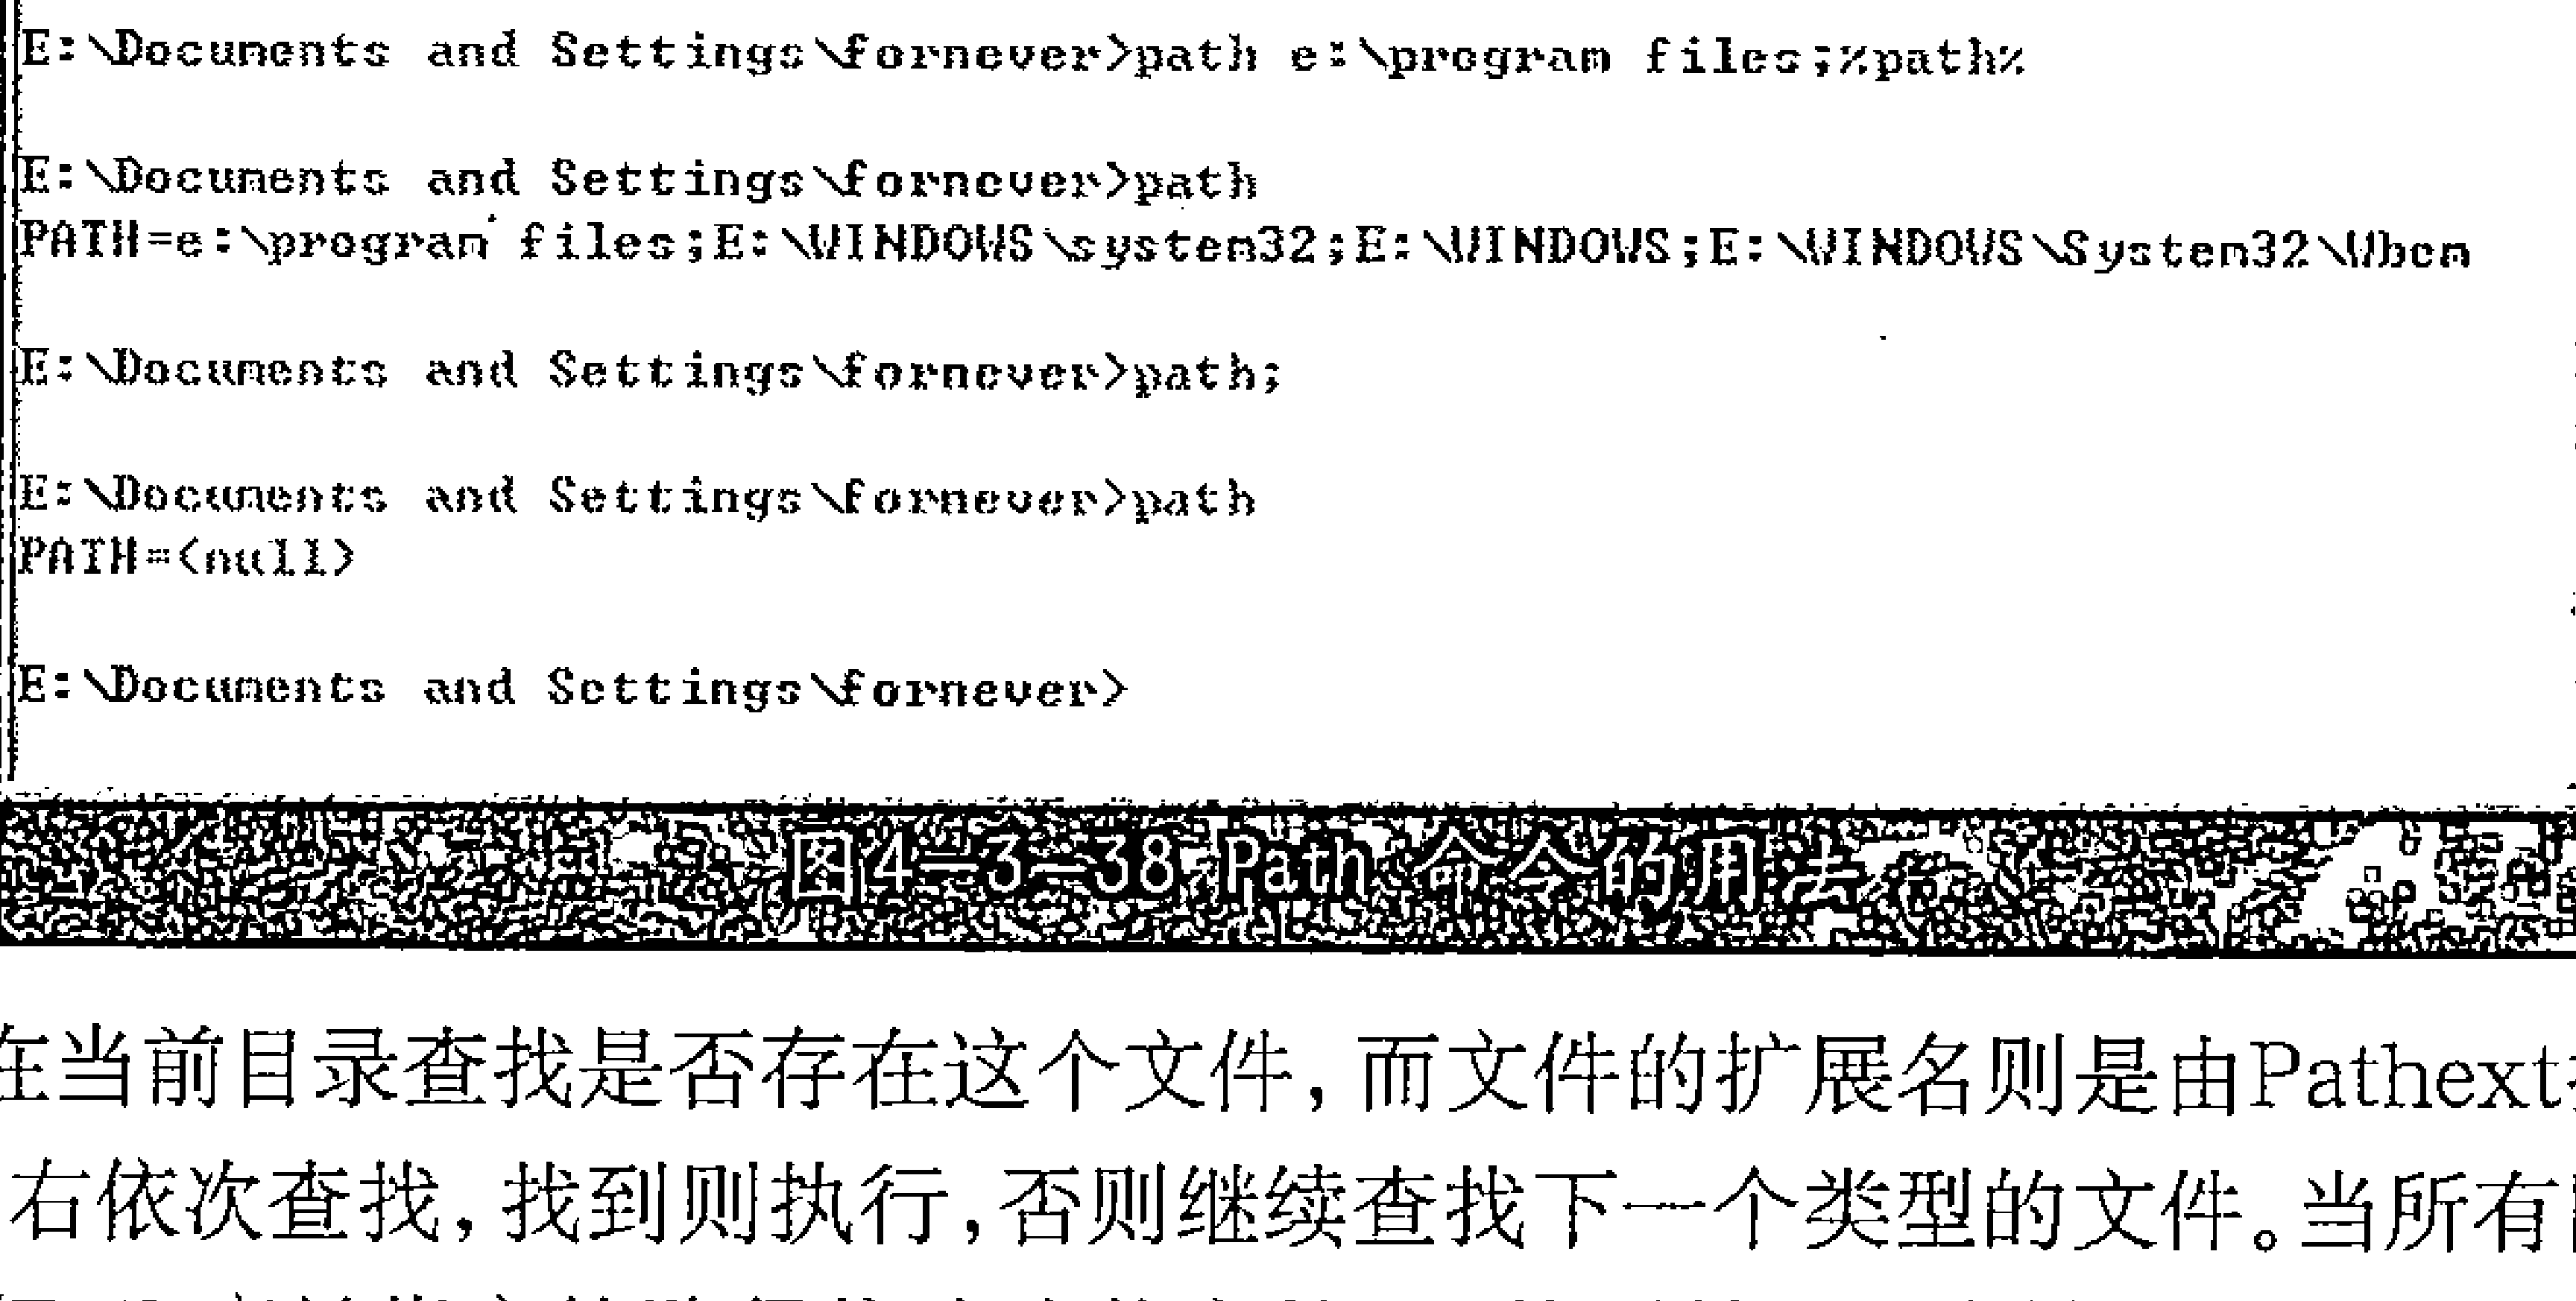 E:\Documents and Settings\fornever>path e:\program files;%path%
E:\Documents and Settings\fornever>path
PATH=e:\program files;E:\WINDOWS\system32;E:\WINDOWS;E:\WINDOWS\System32\Wbem
E:\Documents and Settings\fornever>path;
E:\Documents and Settings\fornever>path
PATH=(null)
E:\Documents and Settings\fornever>
图4-3-38 Path 命令的用法
在当前目录查找是否存在这个文件,而文件的扩展名则是由Pathext
右依次查找,找到则执行,否则继续查找下一个类型的文件。当所有